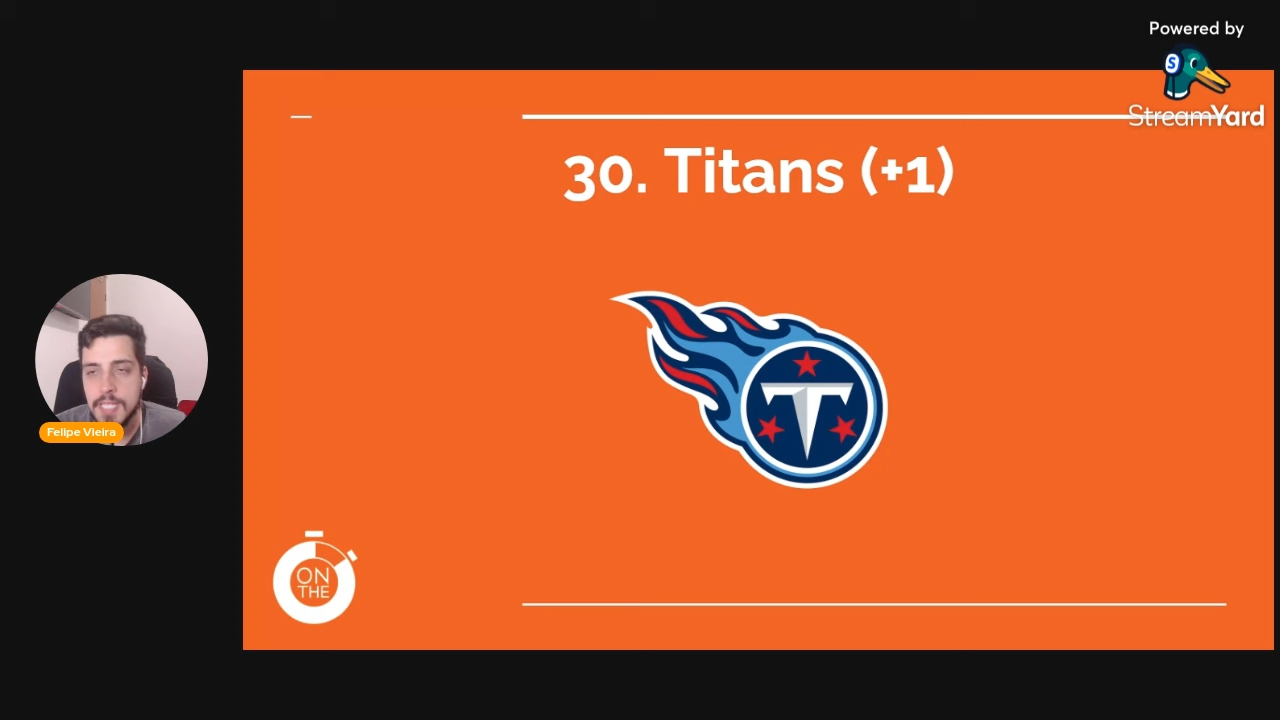 Powered by
StreamYard
30. Titans (+1)
Felipe Vieira
ON
THE